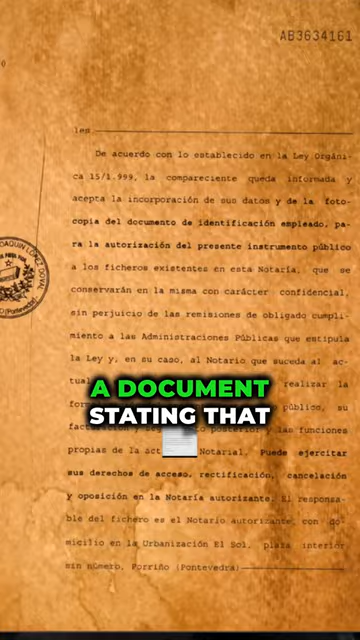 AB3634161
les
De acuerdo con lo establecido en la Ley Orgáni-
ca 15/1.999, la compareciente queda informada y
acepta la incorporación de sus datos y de la foto-
copia del documento de identificación empleado, pa-
ra la autorización del presente instrumento público
a los ficheros existentes en esta Notaría, que se
conservarán en la misma con carácter confidencial,
sin perjuicio de las remisiones de obligado cumpli-
miento a las Administraciones Públicas que estipula
la Ley y, en su caso, al Notario que suceda al ac-
tual realizar la
A DOCUMENT
público, su
STATING THAT
posterior y las funciones
propias de la Notarial. Puede ejercitar
sus derechos de acceso, rectificación, cancelación
y oposición en la Notaría autorizante. El responsa-
ble del fichero es el Notario autorizante, con do-
micilio en la Urbanización El Sol, plaza interior
sin número, Porriño (Pontevedra)